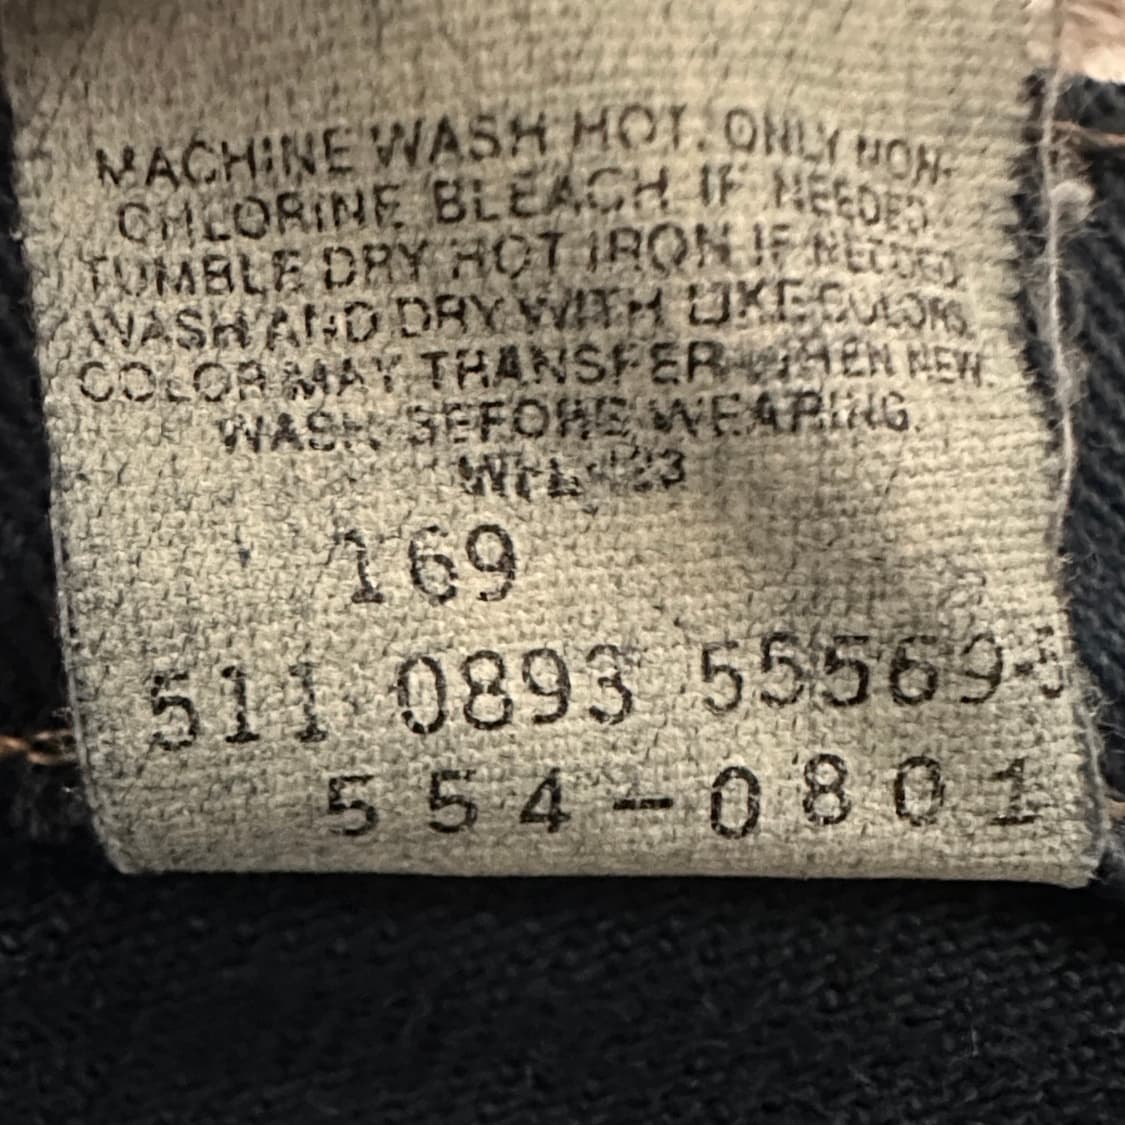 MACHINE WASH HOT. ONLY NON-
CHLORINE BLEACH IF NEEDED.
TUMBLE DRY HOT IRON IF NEEDED
WASH AND DRY WITH LIKE COLORS.
COLOR MAY TRANSFER WHEN NEW.
WASH BEFORE WEARING.
169
511 0893 55569
554-0801